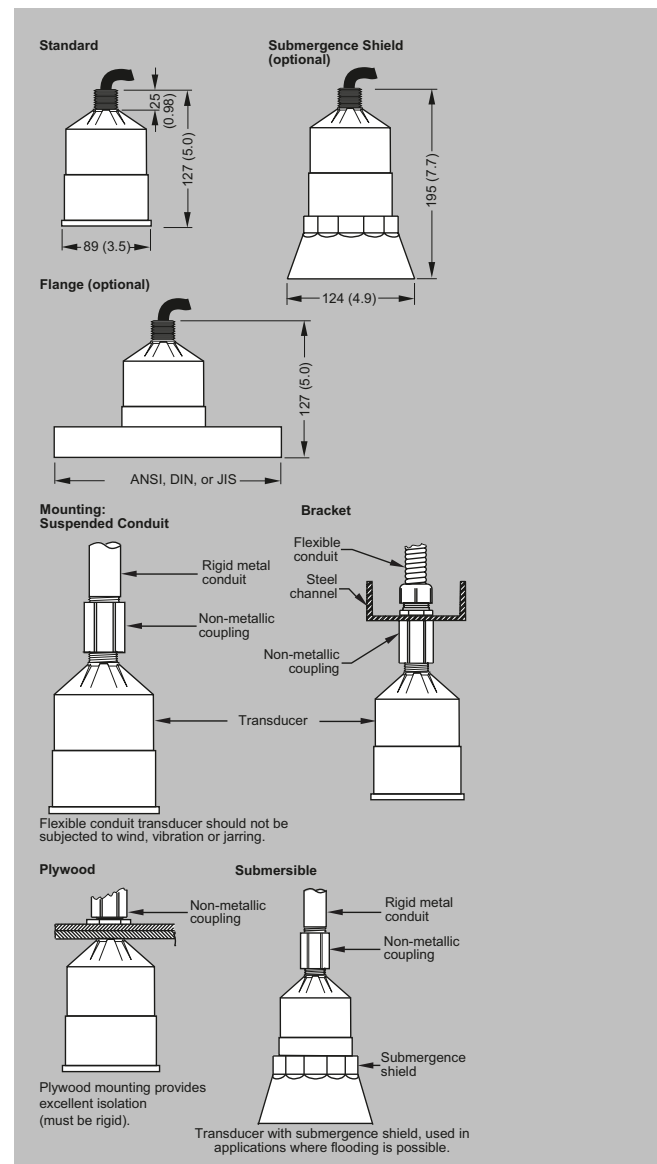 Standard
Submergence Shield
(optional)
25
(0.98)
127 (5.0)
89 (3.5)
195 (7.7)
124 (4.9)
Flange (optional)
127 (5.0)
ANSI, DIN, or JIS
Mounting:
Suspended Conduit
Bracket
Rigid metal
conduit
Non-metallic
coupling
Flexible
conduit
Steel
channel
Non-metallic
coupling
Transducer
Flexible conduit transducer should not be
subjected to wind, vibration or jarring.
Plywood
Submersible
Non-metallic
coupling
Rigid metal
conduit
Non-metallic
coupling
Submergence
shield
Plywood mounting provides
excellent isolation
(must be rigid).
Transducer with submergence shield, used in
applications where flooding is possible.